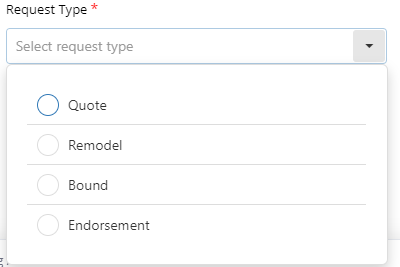 Request Type *
Select request type
Quote
Remodel
Bound
Endorsement